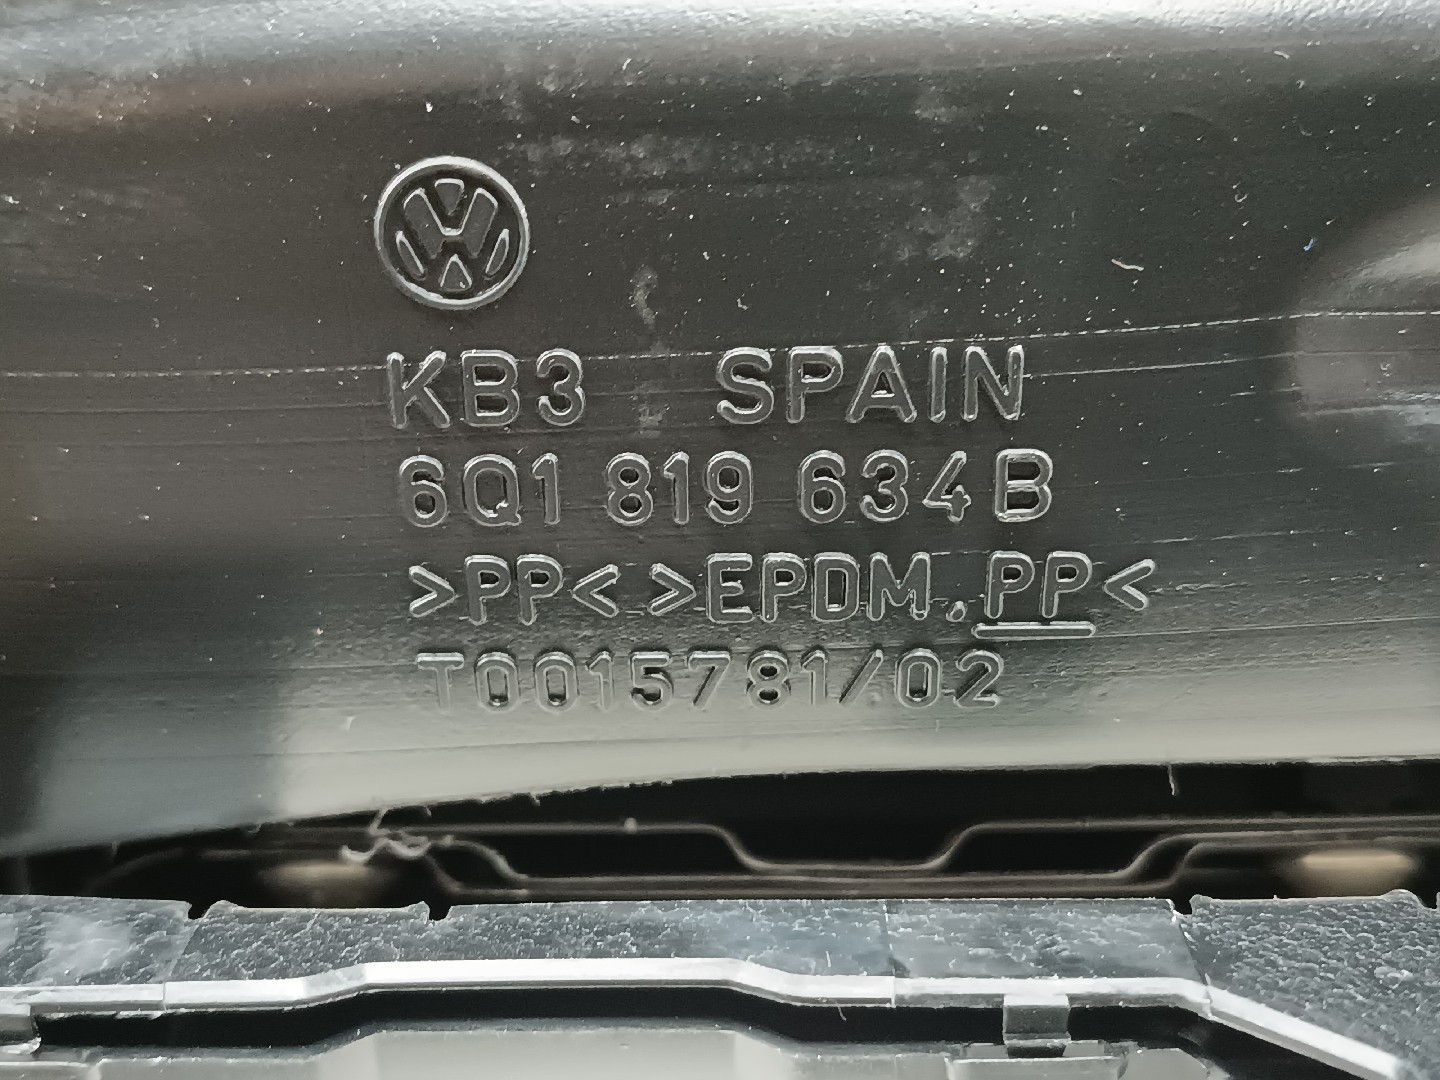 KB3 SPAIN
6Q1 819 634 B
>PP< >EPDM.PP<
T0015781/02